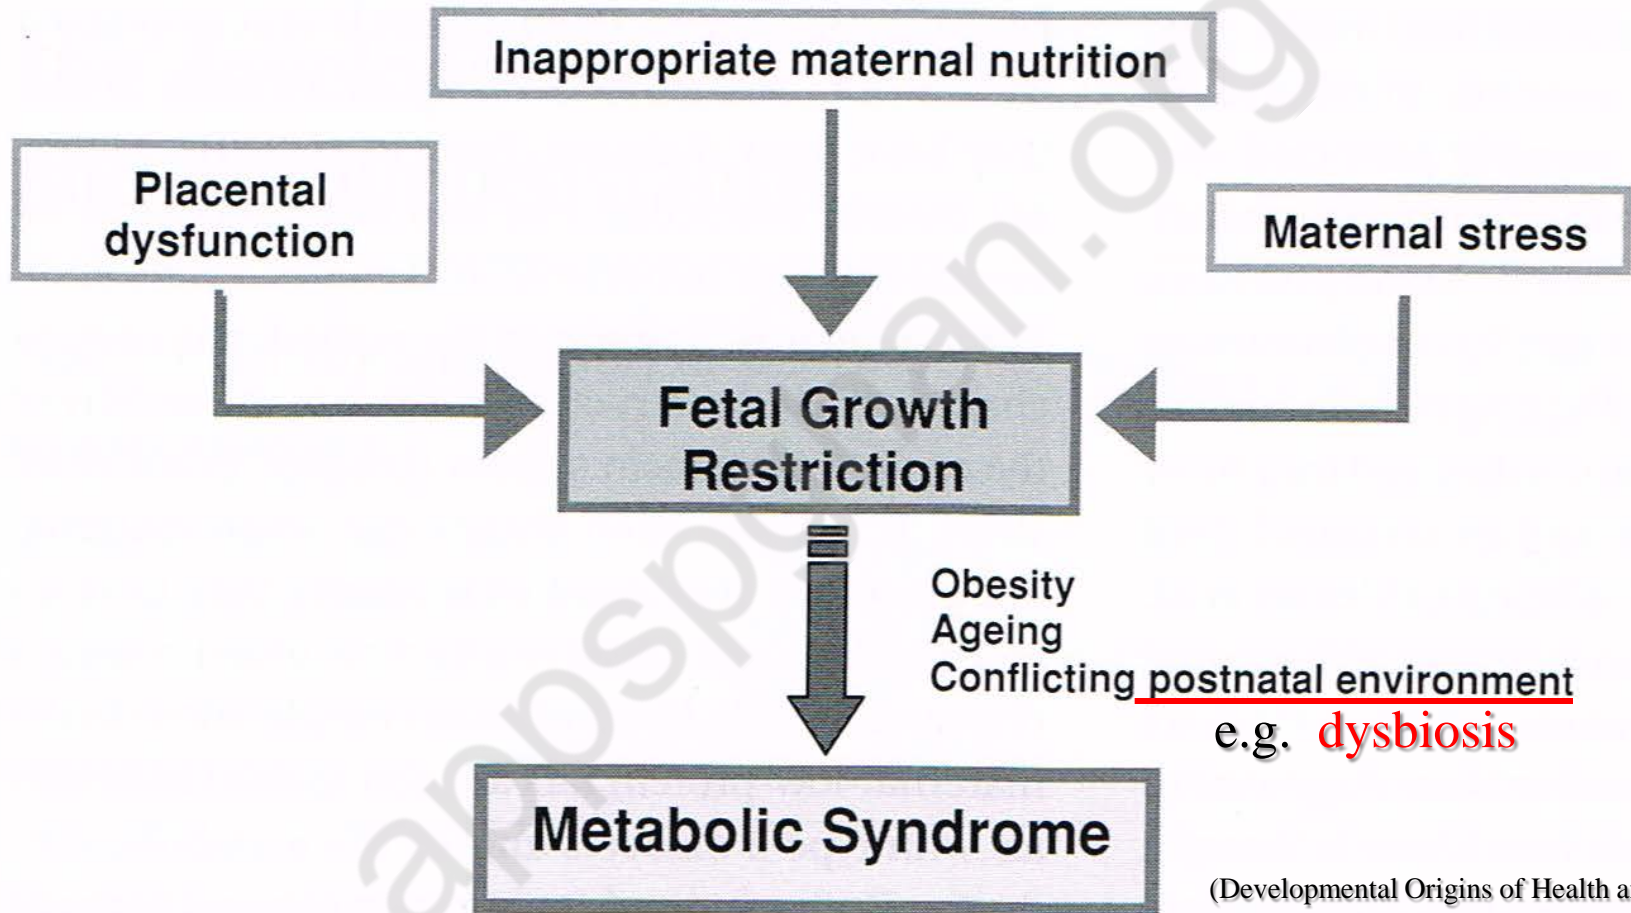 Inappropriate maternal nutrition
Placental
dysfunction
Maternal stress
Fetal Growth
Restriction
Obesity
Ageing
Conflicting postnatal environment
e.g. dysbiosis
Metabolic Syndrome
(Developmental Origins of Health a